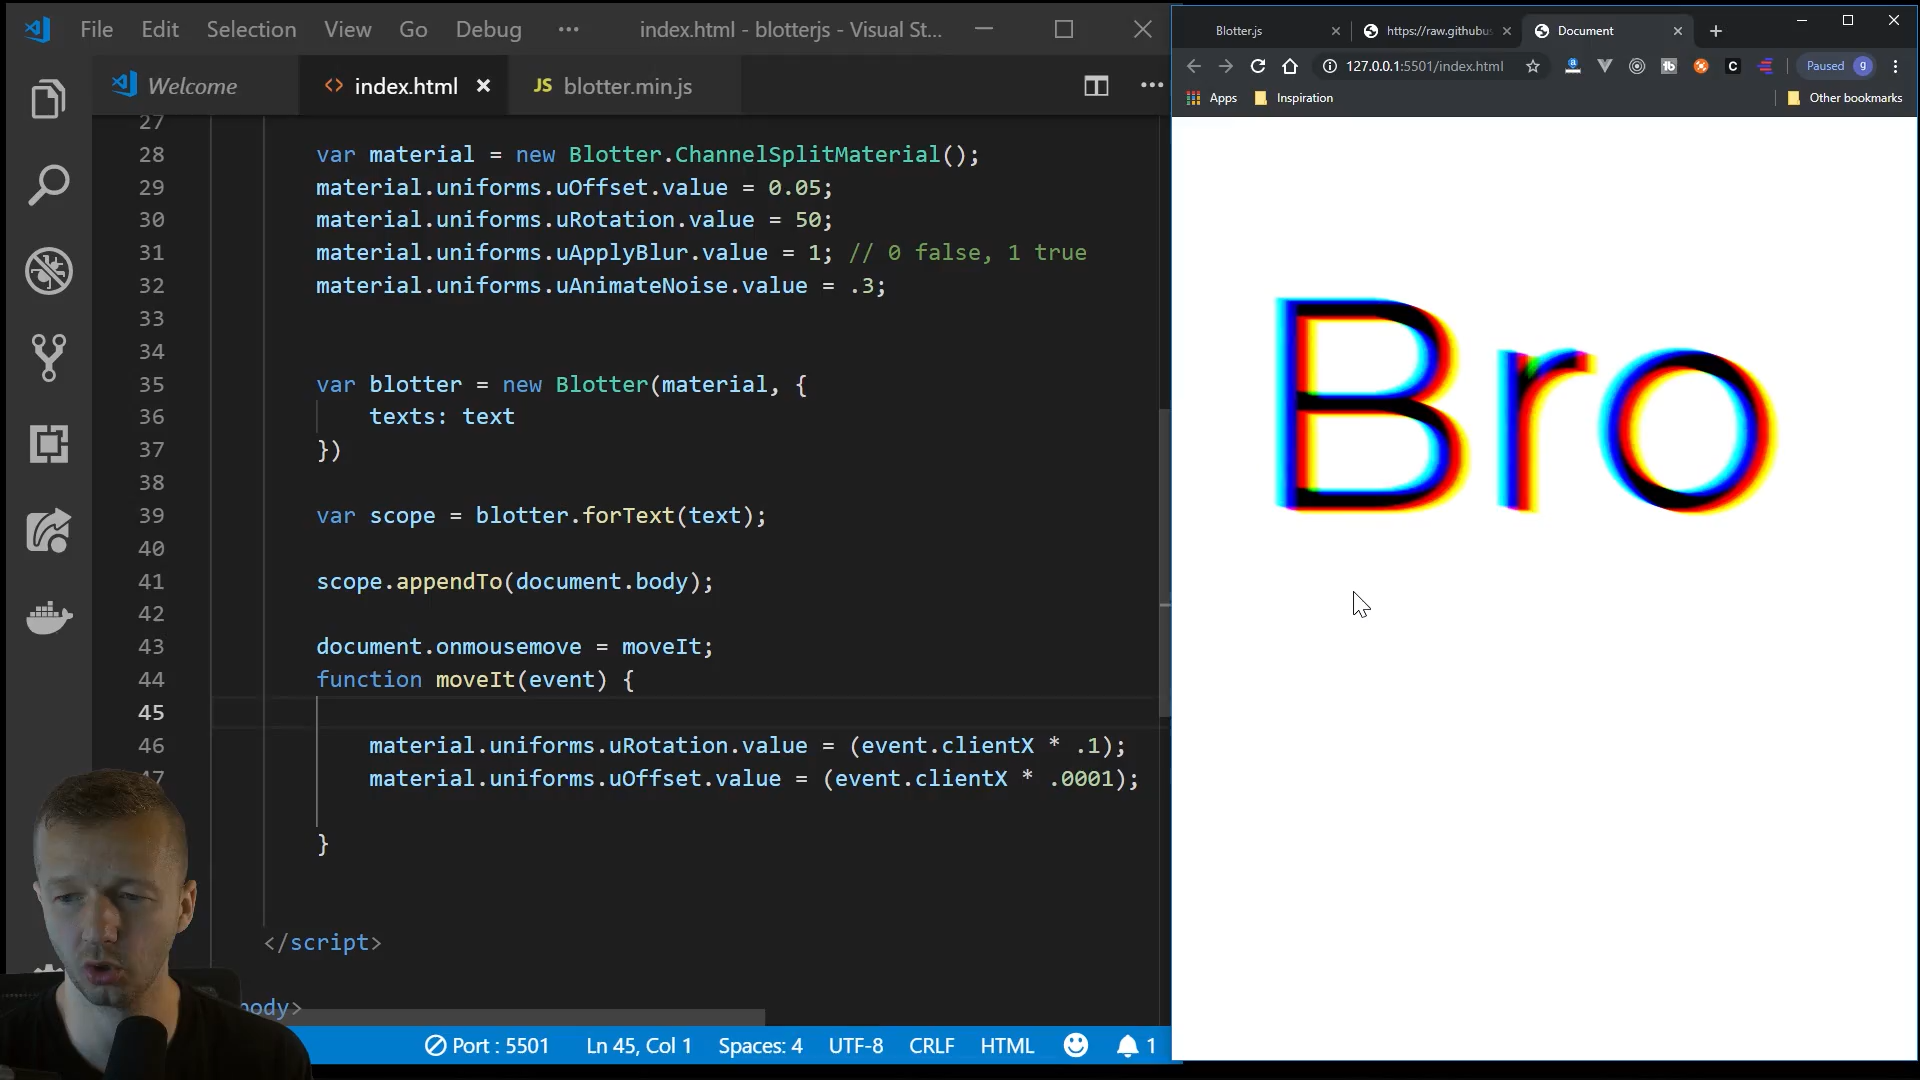 File Edit Selection View Go Debug ··· index.html - blotterjs - Visual St...
Welcome
index.html
JS blotter.min.js
27
28 var material = new Blotter.ChannelSplitMaterial();
29 material.uniforms.uOffset.value = 0.05;
30 material.uniforms.uRotation.value = 50;
31 material.uniforms.uApplyBlur.value = 1; // 0 false, 1 true
32 material.uniforms.uAnimateNoise.value = .3;
33
34
35 var blotter = new Blotter(material, {
36 texts: text
37 })
38
39 var scope = blotter.forText(text);
40
41 scope.appendTo(document.body);
42
43 document.onmousemove = moveIt;
44 function moveIt(event) {
45
46 material.uniforms.uRotation.value = (event.clientX * .1);
47 material.uniforms.uOffset.value = (event.clientX * .0001);
}
</script>
body>
Port : 5501 Ln 45, Col 1 Spaces: 4 UTF-8 CRLF HTML 1
Blotter.js
https://raw.githubus
Document
127.0.0.1:5501/index.html
tb
C
Paused g
Apps Inspiration Other bookmarks
Bro